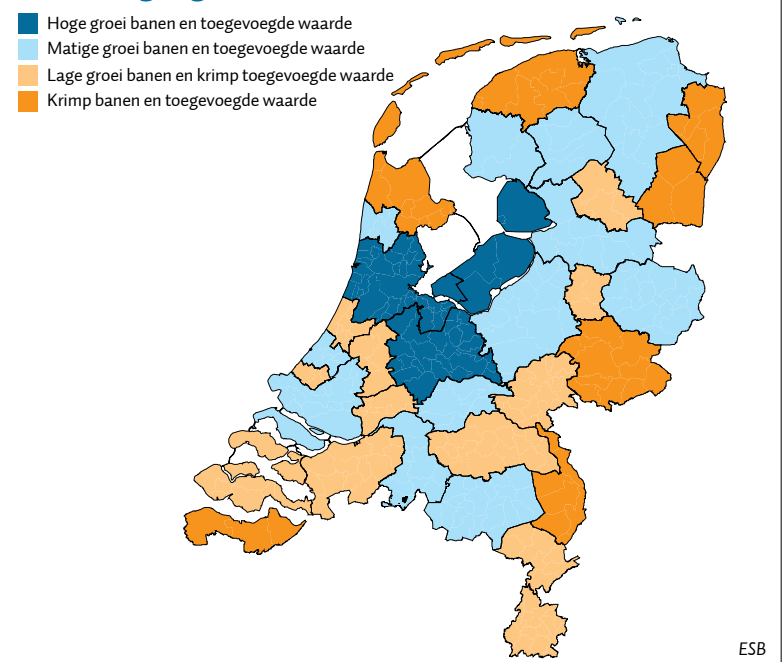 Hoge groei banen en toegevoegde waarde
Matige groei banen en toegevoegde waarde
Lage groei banen en krimp toegevoegde waarde
Krimp banen en toegevoegde waarde
ESB